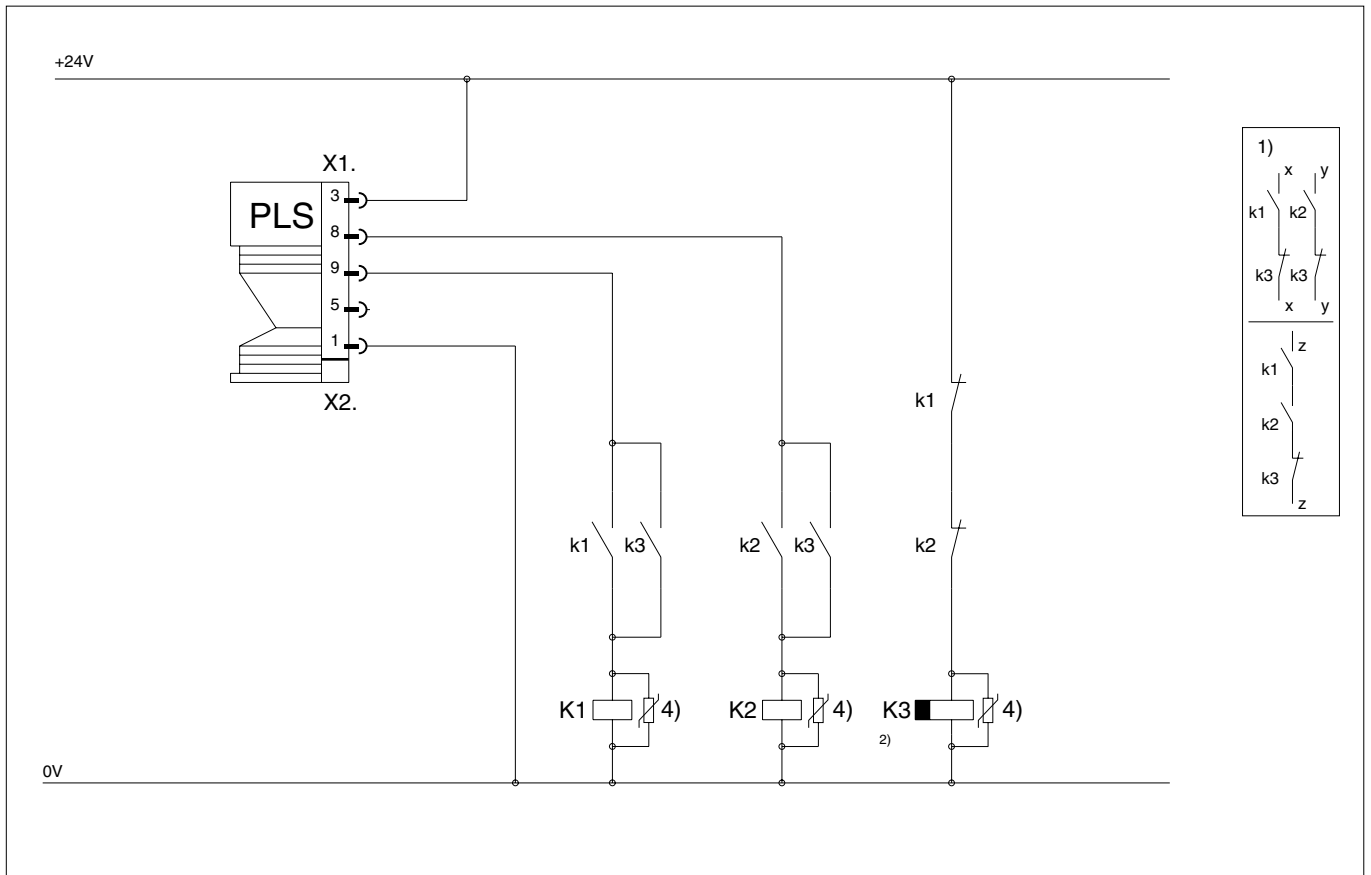 +24V
X1.
PLS
3
8
9
5
1
X2.
k1
k2
k1 k3
k2 k3
K1 4)
K2 4)
K3 4)
2)
0V
1)
x y
k1 k2
k3 k3
x y
z
k1
k2
k3
z